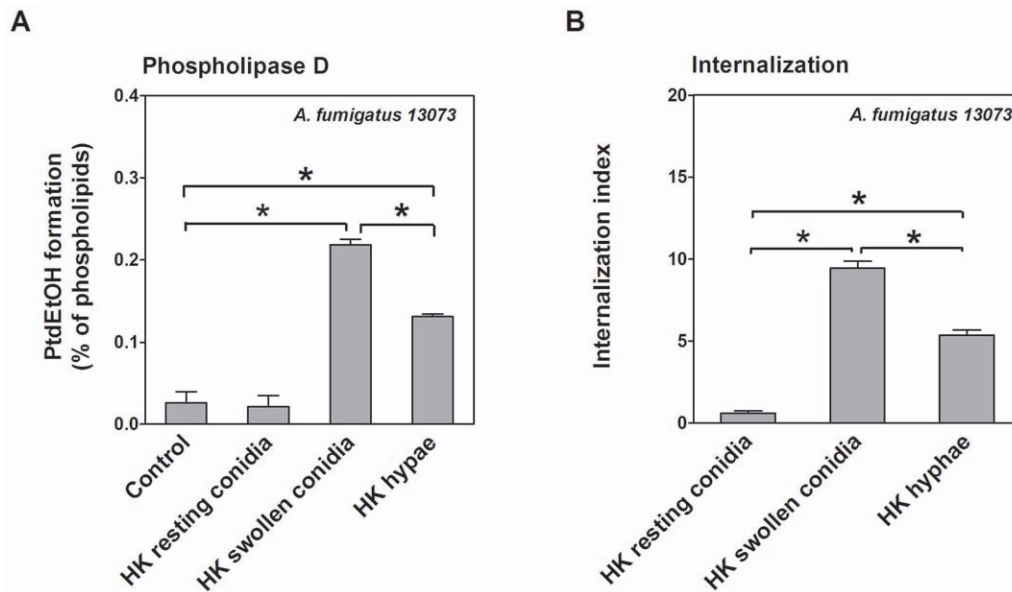 A
Phospholipase D
A. fumigatus 13073
PtdEtOH formation
(% of phospholipids)
0.4
0.3
0.2
0.1
0.0
*
*
*
Control
HK resting conidia
HK swollen conidia
HK hypae
B
Internalization
A. fumigatus 13073
Internalization index
20
15
10
5
0
*
*
*
HK resting conidia
HK swollen conidia
HK hyphae